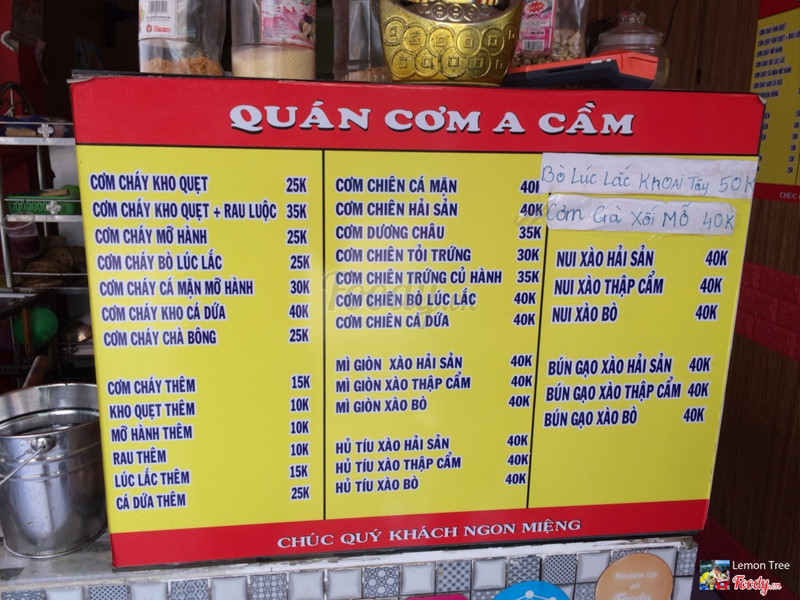 QUÁN CƠM A CẦM
CƠM CHÁY KHO QUẸT 25K
CƠM CHÁY KHO QUẸT + RAU LUỘC 35K
CƠM CHÁY MỠ HÀNH 25K
CƠM CHÁY BÒ LÚC LẮC 25K
CƠM CHÁY CÁ MẶN MỠ HÀNH 30K
CƠM CHÁY KHO CÁ DỨA 40K
CƠM CHÁY CHÀ BÔNG 25K
CƠM CHÁY THÊM 15K
KHO QUẸT THÊM 10K
MỠ HÀNH THÊM 10K
RAU THÊM 10K
LÚC LẮC THÊM 15K
CÁ DỨA THÊM 25K
CƠM CHIÊN CÁ MẶN 40K
CƠM CHIÊN HẢI SẢN 40K
CƠM DƯƠNG CHÂU 35K
CƠM CHIÊN TỎI TRỨNG 30K
CƠM CHIÊN TRỨNG CỦ HÀNH 35K
CƠM CHIÊN BÒ LÚC LẮC 40K
CƠM CHIÊN CÁ DỨA 40K
MÌ GIÒN XÀO HẢI SẢN 40K
MÌ GIÒN XÀO THẬP CẨM 40K
MÌ GIÒN XÀO BÒ 40K
HỦ TÍU XÀO HẢI SẢN 40K
HỦ TÍU XÀO THẬP CẨM 40K
HỦ TÍU XÀO BÒ 40K
Bò Lúc Lắc KHOAI Tây 50K
Cơm Gà Xối Mỡ 40K
NUI XÀO HẢI SẢN 40K
NUI XÀO THẬP CẨM 40K
NUI XÀO BÒ 40K
BÚN GẠO XÀO HẢI SẢN 40K
BÚN GẠO XÀO THẬP CẨM 40K
BÚN GẠO XÀO BÒ 40K
CHÚC QUÝ KHÁCH NGON MIỆNG
Foody.vn
Lemon Tree
Foody.vn